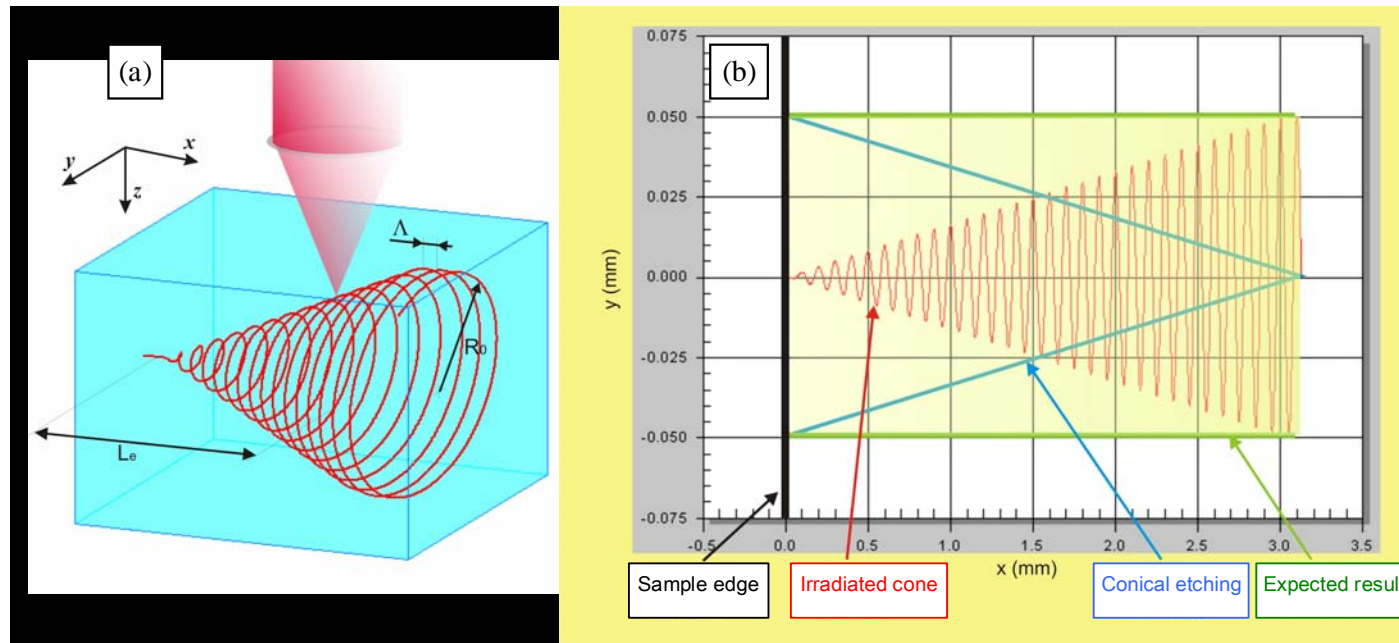 (a)
x
y
z
Λ
R₀
Lₑ
(b)
0.075
0.050
0.025
0.000
-0.025
-0.050
-0.075
y (mm)
-0.5
0.0
0.5
1.0
1.5
2.0
2.5
3.0
3.5
x (mm)
Sample edge
Irradiated cone
Conical etching
Expected resul